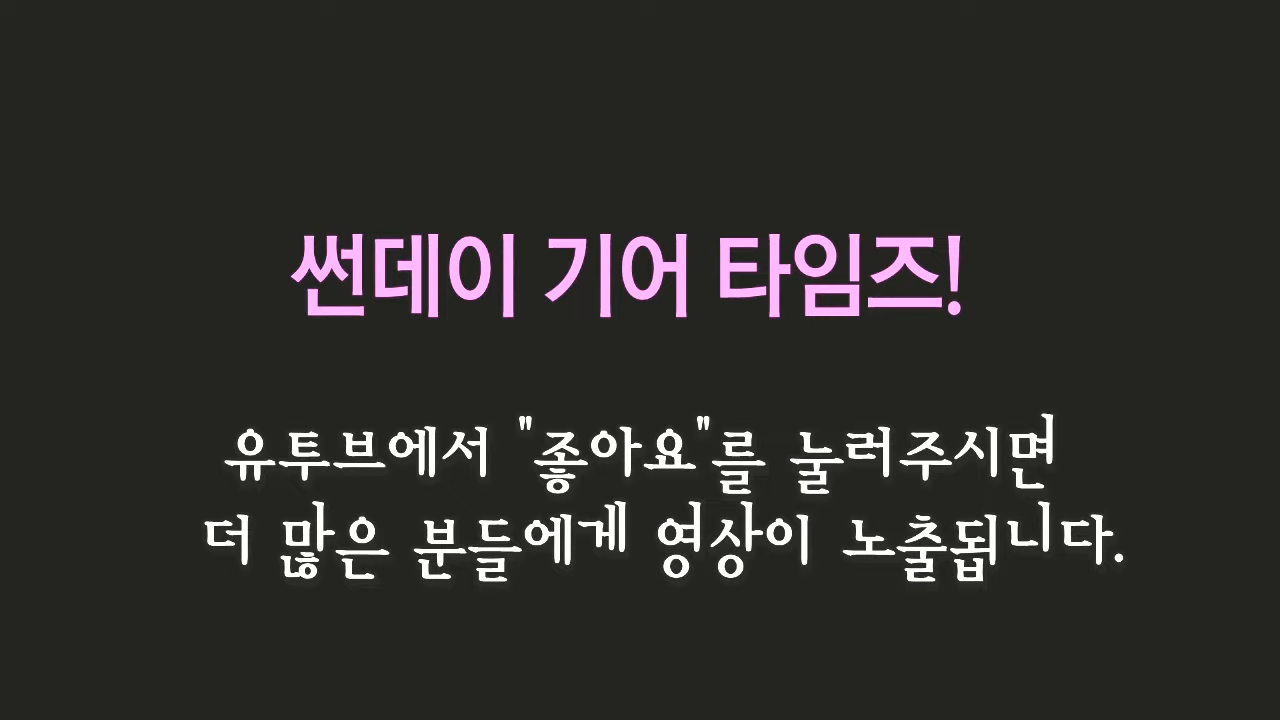 썬데이 기어 타임즈!
유투브에서 "좋아요"를 눌러주시면
더 많은 분들에게 영상이 노출됩니다.